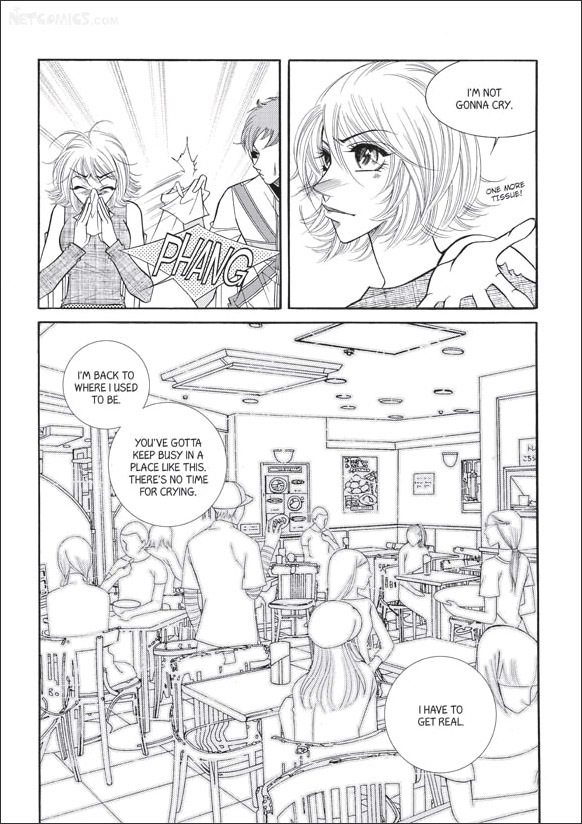 NETCOMICS.COM
PHANG
I'M NOT
GONNA CRY.
ONE MORE
TISSUE!
I'M BACK TO
WHERE I USED
TO BE.
YOU'VE GOTTA
KEEP BUSY IN A
PLACE LIKE THIS.
THERE'S NO TIME
FOR CRYING.
I HAVE TO
GET REAL.